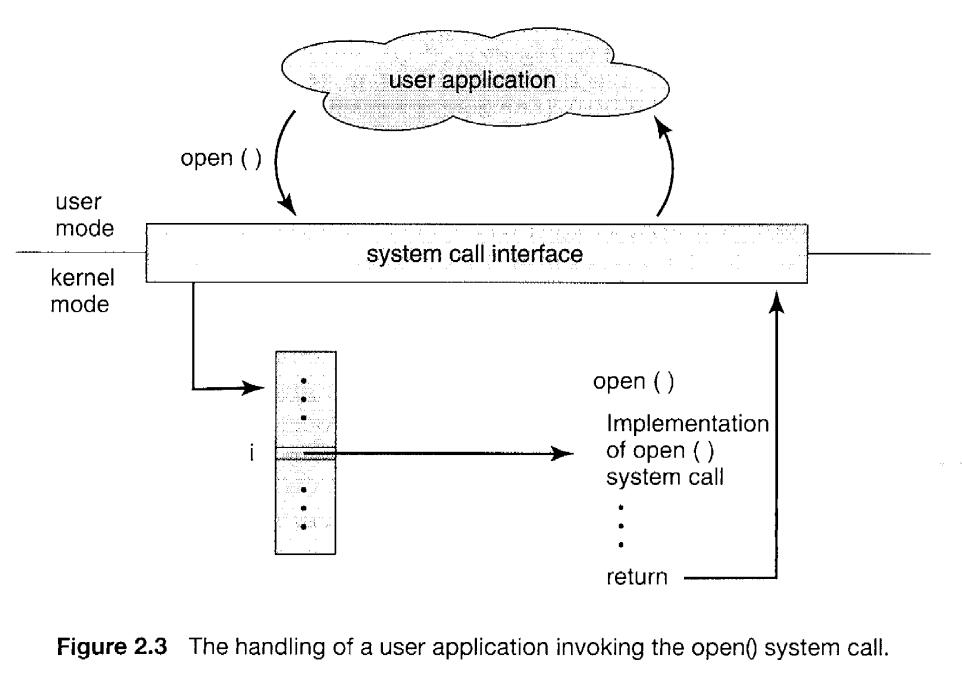 user application
open ( )
user
mode
system call interface
kernel
mode
open ( )
Implementation
i
of open ( )
system call
return
Figure 2.3 The handling of a user application invoking the open() system call.